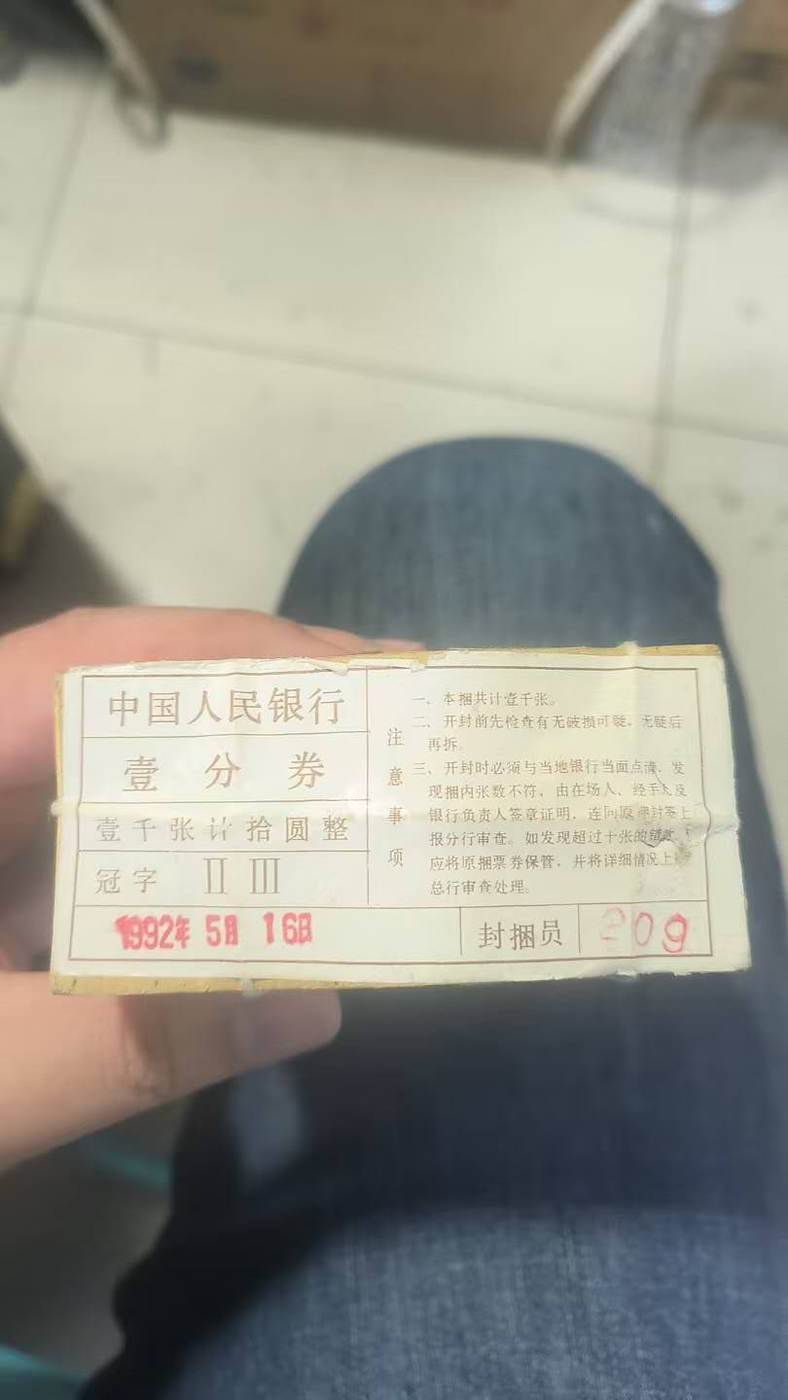 中国人民银行
壹分券
壹千张计拾圆整
冠字 ⅡⅢ
1992年 5月 16日
封捆员 209
注意事项
一、本捆共计壹千张。
二、开封前先检查有无破损可疑，无疑后
再拆。
三、开封时必须与当地银行当面点清，发
现捆内张数不符，由在场人、经手人及
银行负责人签章证明，连同原 封签上
报分行审查。如发现超过十张的
应将原捆票券保管，并将详细情况上
总行审查处理。